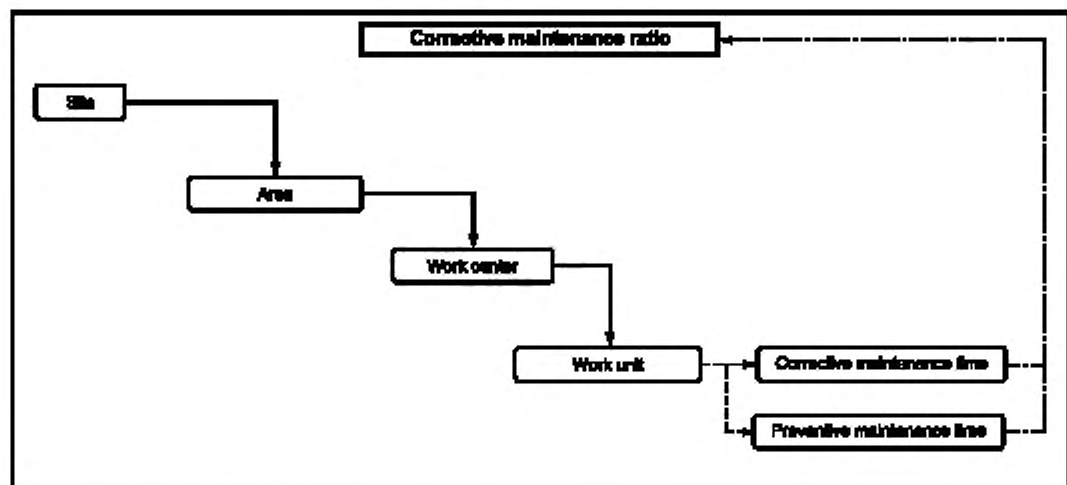 Corrective maintenance ratio
Site
Area
Work center
Work unit
Corrective maintenance time
Preventive maintenance time